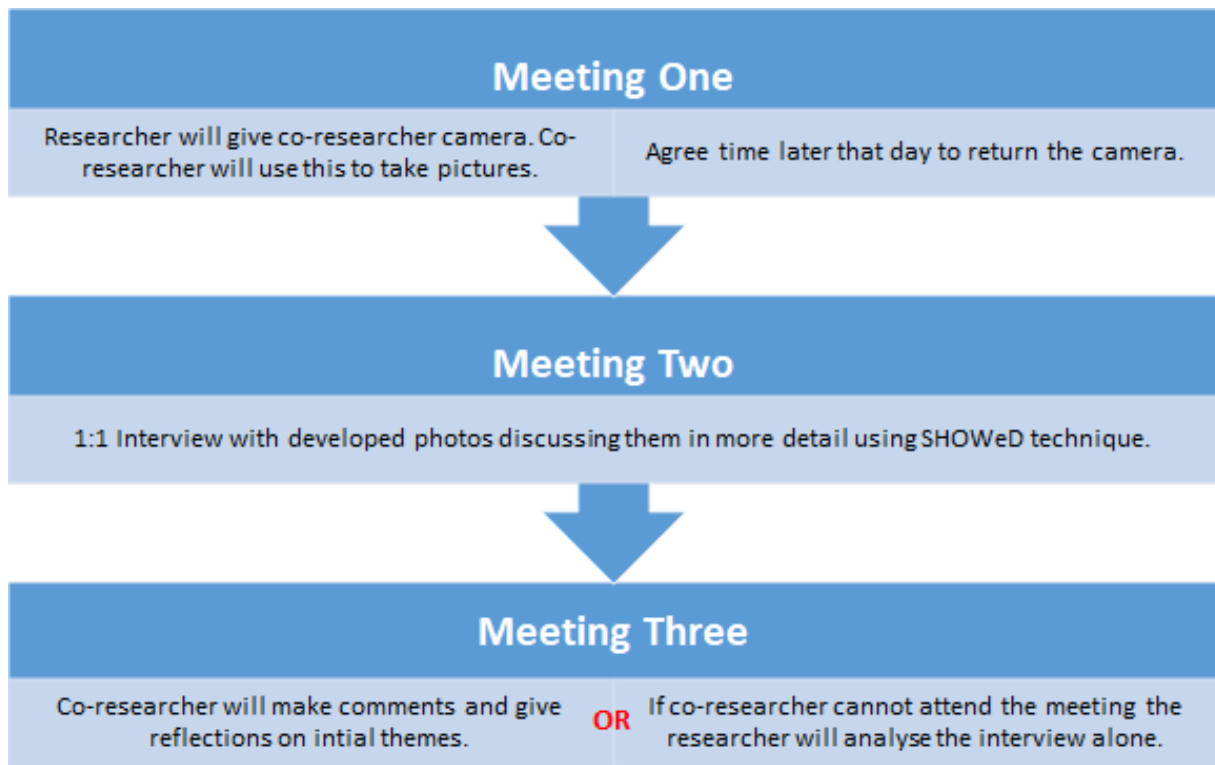 Meeting One
Researcher will give co-researcher camera. Co-
researcher will use this to take pictures.
Agree time later that day to return the camera.
Meeting Two
1:1 Interview with developed photos discussing them in more detail using SHOWeD technique.
Meeting Three
Co-researcher will make comments and give
reflections on intial themes.
OR
If co-researcher cannot attend the meeting the
researcher will analyse the interview alone.